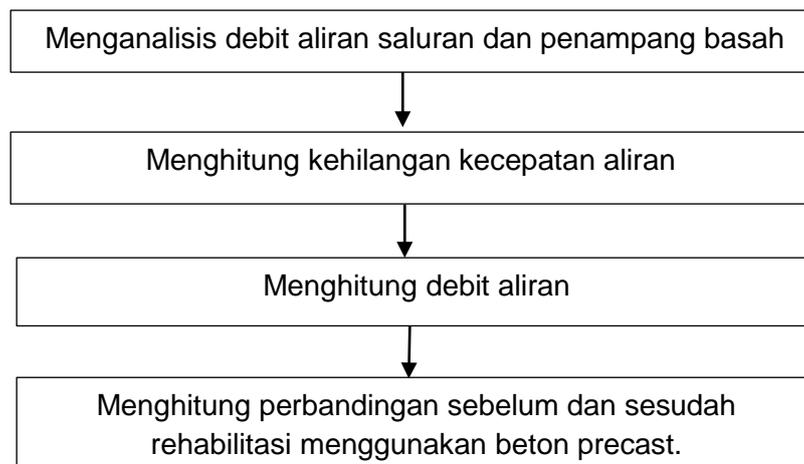 Menganalisis debit aliran saluran dan penampang basah
Menghitung kehilangan kecepatan aliran
Menghitung debit aliran
Menghitung perbandingan sebelum dan sesudah
rehabilitasi menggunakan beton precast.